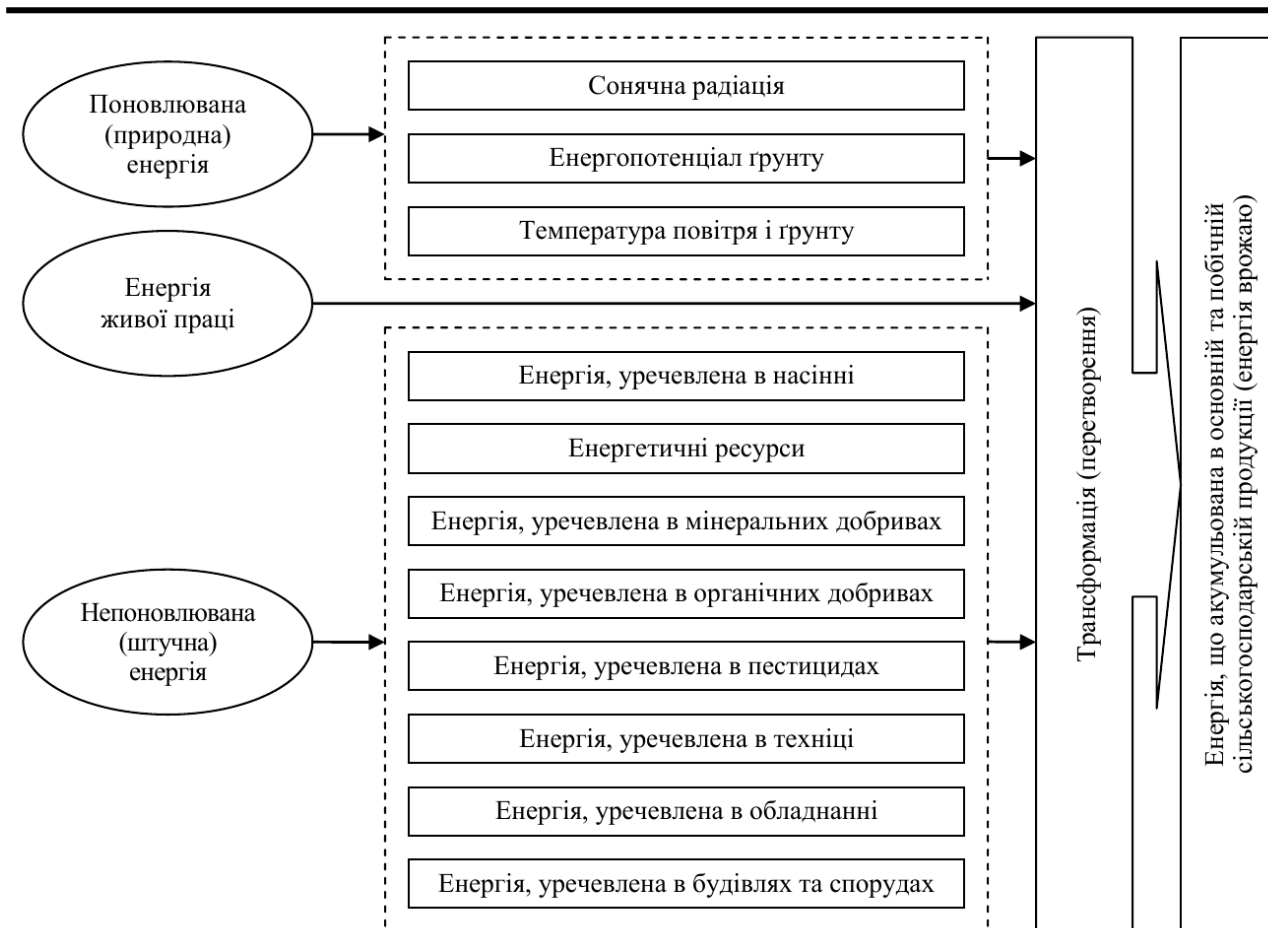 Поновлювана
(природна)
енергія
Сонячна радіація
Енергопотенціал ґрунту
Температура повітря і ґрунту
Енергія
живої праці
Енергія, уречевлена в насінні
Енергетичні ресурси
Енергія, уречевлена в мінеральних добривах
Енергія, уречевлена в органічних добривах
Непоновлювана
(штучна)
енергія
Енергія, уречевлена в пестицидах
Енергія, уречевлена в техніці
Енергія, уречевлена в обладнанні
Енергія, уречевлена в будівлях та спорудах
Трансформація (перетворення)
Енергія, що акумульована в основній та побічній
сільськогосподарській продукції (енергія врожаю)